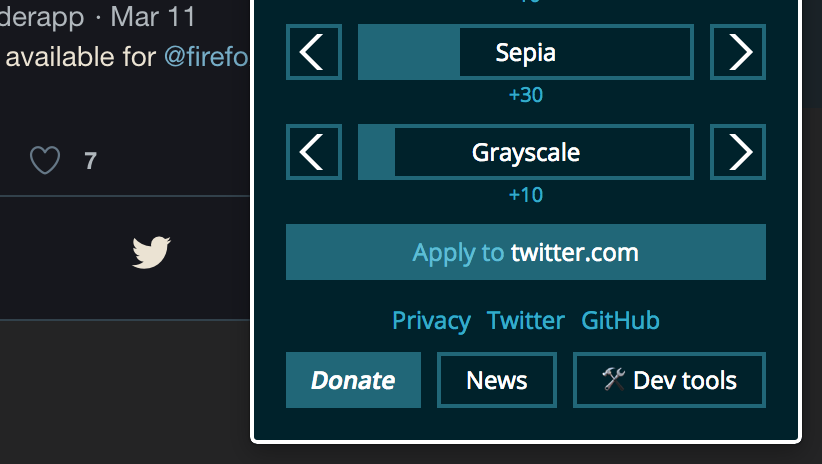 derapp · Mar 11
available for @firefo
7
Sepia
+30
Grayscale
+10
Apply to twitter.com
Privacy Twitter GitHub
Donate News Dev tools